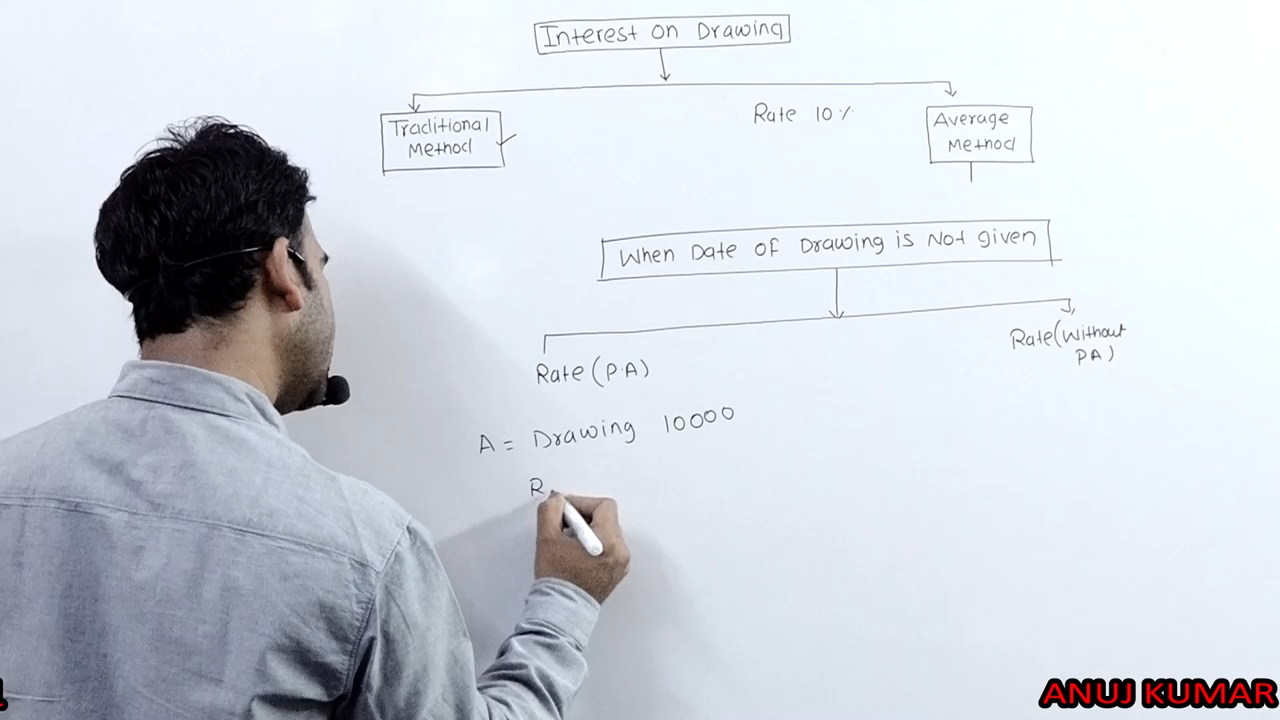 Interest on Drawing
Traditional
Method
Rate 10%
Average
Method
When Date of Drawing is Not given
Rate (P.A)
Rate (Without
PA)
A = Drawing 10000
R
ANUJ KUMAR